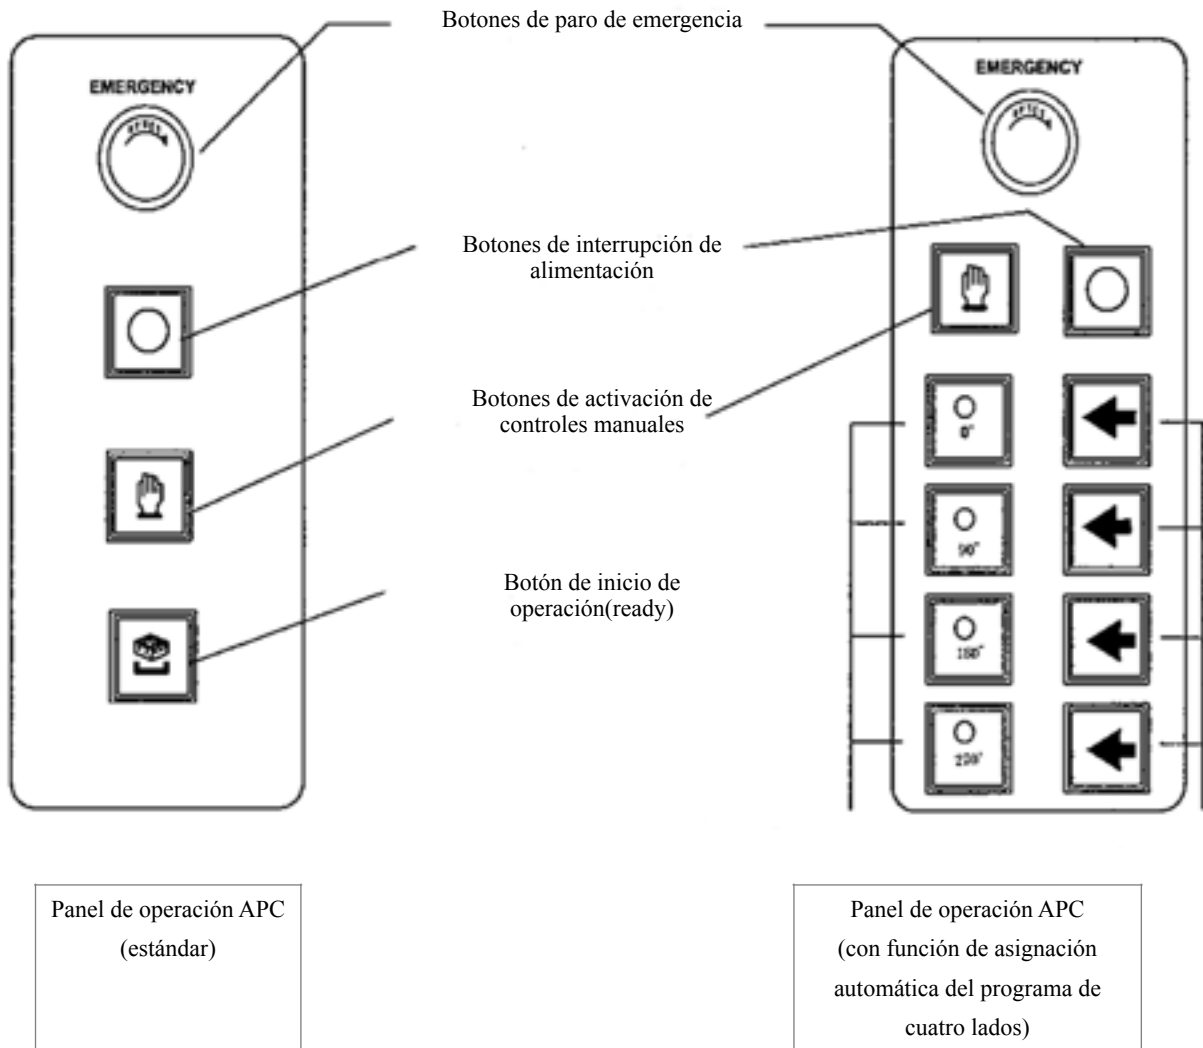 Botones de paro de emergencia
EMERGENCY
EMERGENCY
Botones de interrupción de
alimentación
Botones de activación de
controles manuales
0°
90°
Botón de inicio de
operación(ready)
180°
Panel de operación APC
(estándar)
Panel de operación APC
(con función de asignación
automática del programa de
cuatro lados)